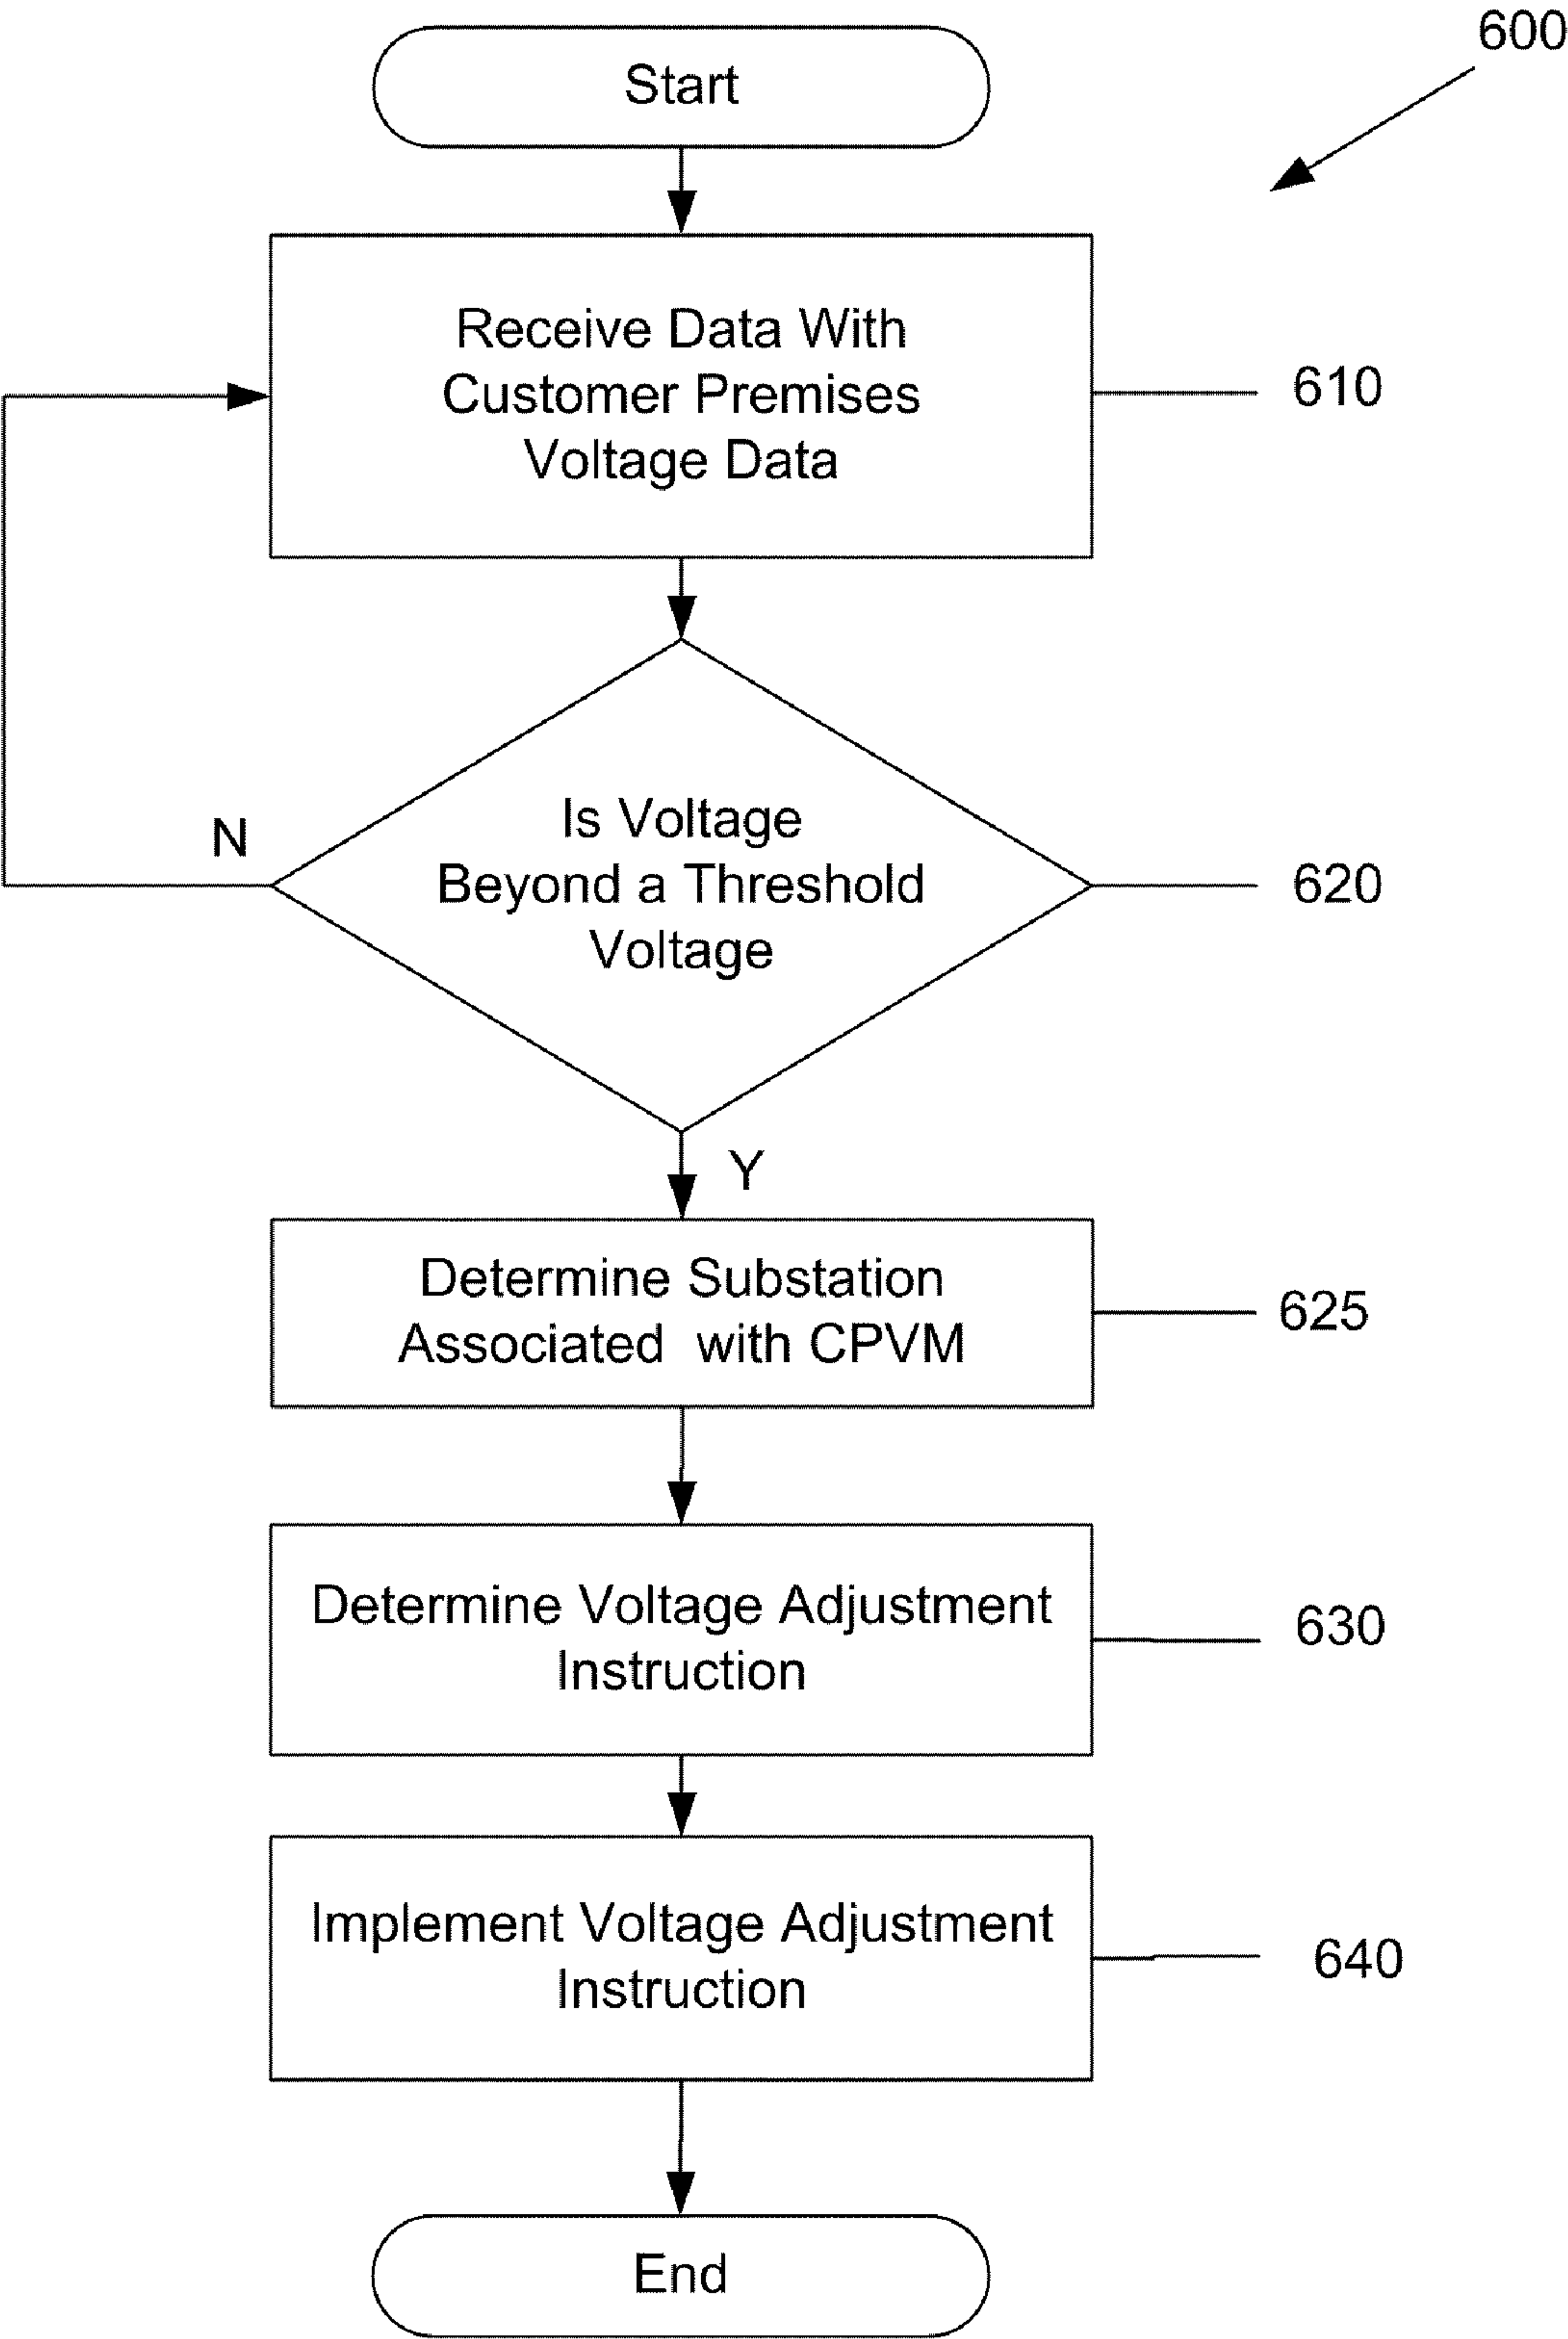 600
Start
Receive Data With
Customer Premises
Voltage Data
610
Is Voltage
Beyond a Threshold
Voltage
N
620
Y
Determine Substation
Associated with CPVM
625
Determine Voltage Adjustment
Instruction
630
Implement Voltage Adjustment
Instruction
640
End